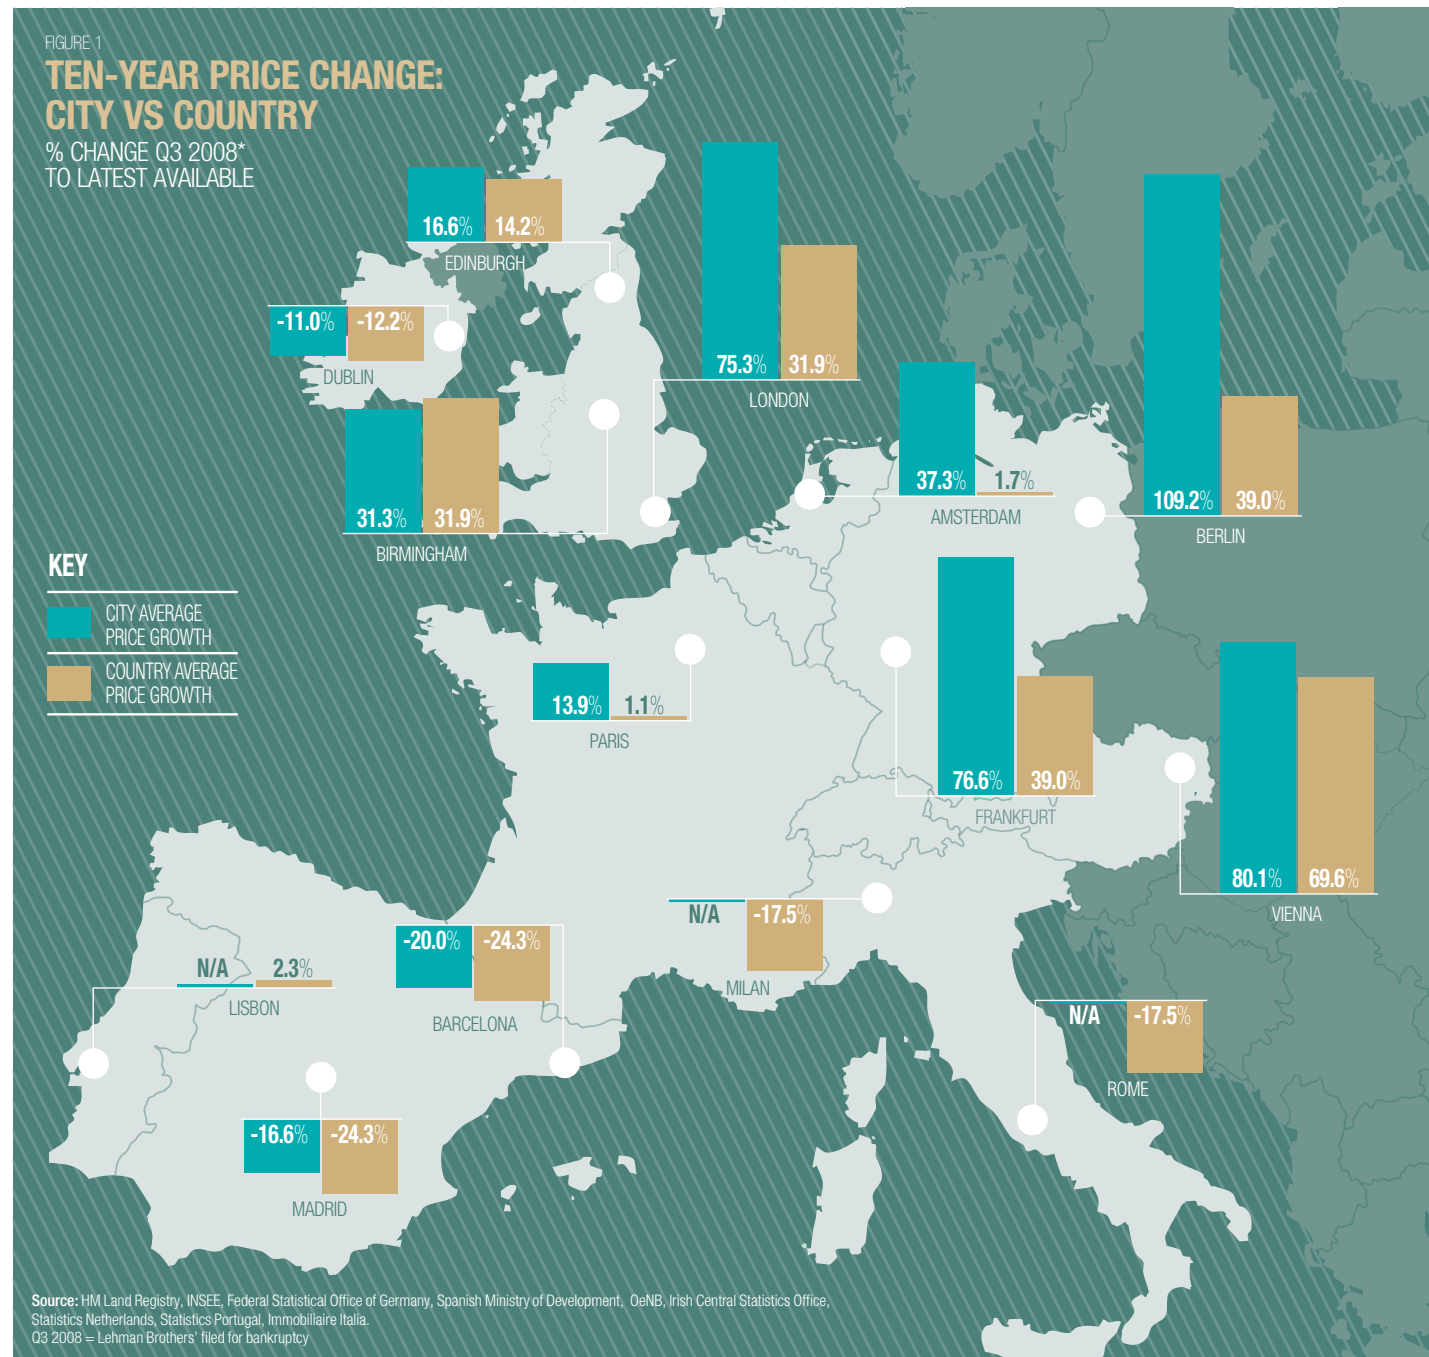 FIGURE 1
TEN-YEAR PRICE CHANGE:
CITY VS COUNTRY
% CHANGE Q3 2008*
TO LATEST AVAILABLE
16.6% 14.2%
EDINBURGH
-11.0% -12.2%
DUBLIN
75.3% 31.9%
LONDON
31.3% 31.9%
BIRMINGHAM
37.3% 1.7%
AMSTERDAM
109.2% 39.0%
BERLIN
KEY
CITY AVERAGE
PRICE GROWTH
COUNTRY AVERAGE
PRICE GROWTH
13.9% 1.1%
PARIS
76.6% 39.0%
FRANKFURT
80.1% 69.6%
VIENNA
N/A -17.5%
MILAN
-20.0% -24.3%
BARCELONA
N/A 2.3%
LISBON
N/A -17.5%
ROME
-16.6% -24.3%
MADRID
Source: HM Land Registry, INSEE, Federal Statistical Office of Germany, Spanish Ministry of Development, OeNB, Irish Central Statistics Office,
Statistics Netherlands, Statistics Portugal, Immobiliaire Italia.
Q3 2008 = Lehman Brothers' filed for bankruptcy